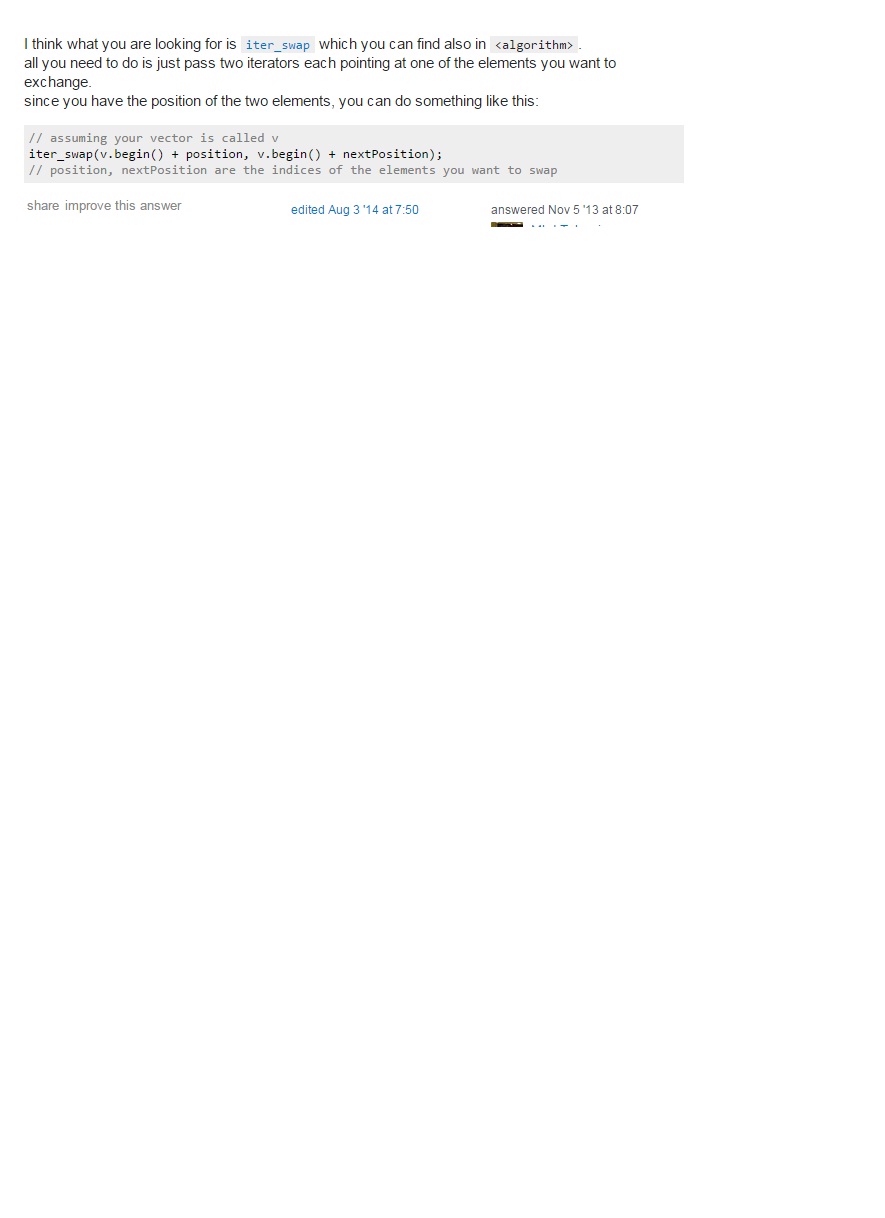 I think what you are looking for is iter_swap which you can find also in <algorithm> .
all you need to do is just pass two iterators each pointing at one of the elements you want to
exchange.
since you have the position of the two elements, you can do something like this:
// assuming your vector is called v
iter_swap(v.begin() + position, v.begin() + nextPosition);
// position, nextPosition are the indices of the elements you want to swap
share improve this answer
edited Aug 3 '14 at 7:50
answered Nov 5 '13 at 8:07